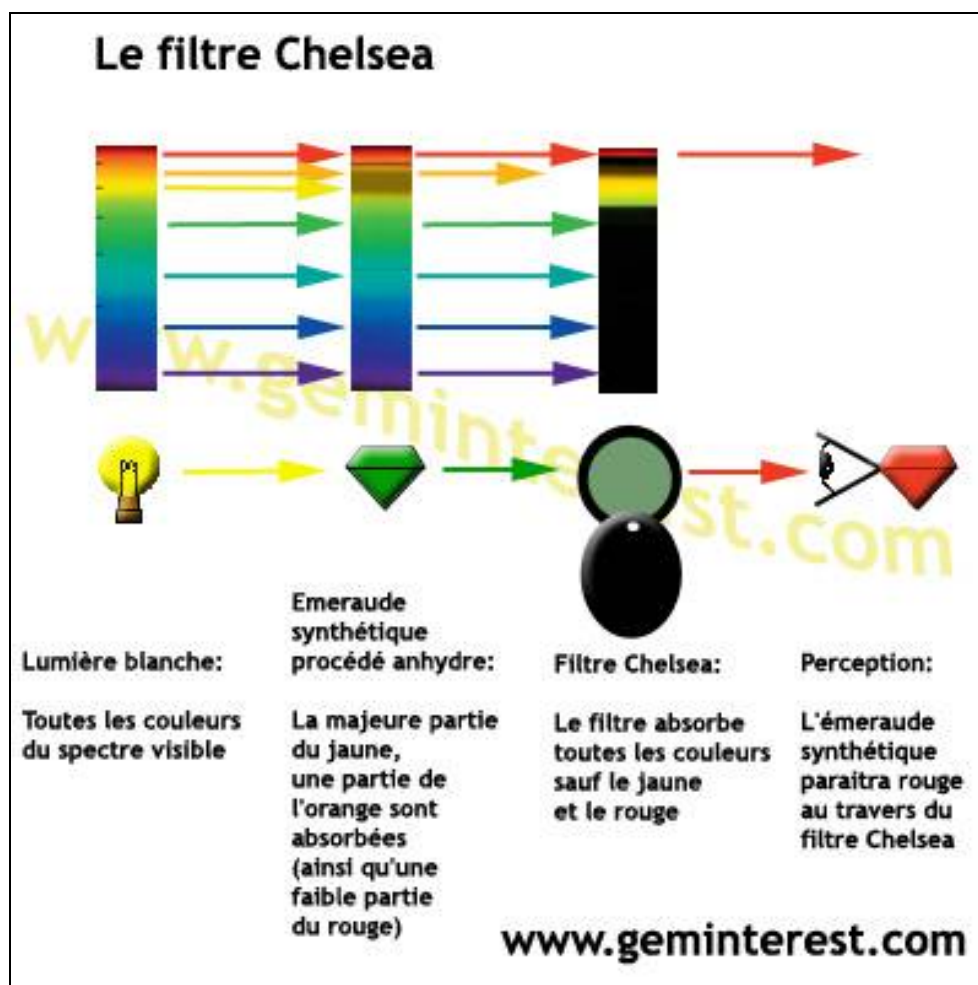 Le filtre Chelsea
www.geminterest.com
Lumière blanche:
Toutes les couleurs
du spectre visible
Emeraude
synthétique
procédé anhydre:
La majeure partie
du jaune,
une partie de
l'orange sont
absorbées
(ainsi qu'une
faible partie
du rouge)
Filtre Chelsea:
Le filtre absorbe
toutes les couleurs
sauf le jaune
et le rouge
Perception:
L'émeraude
synthétique
paraitra rouge
au travers du
filtre Chelsea
www.geminterest.com